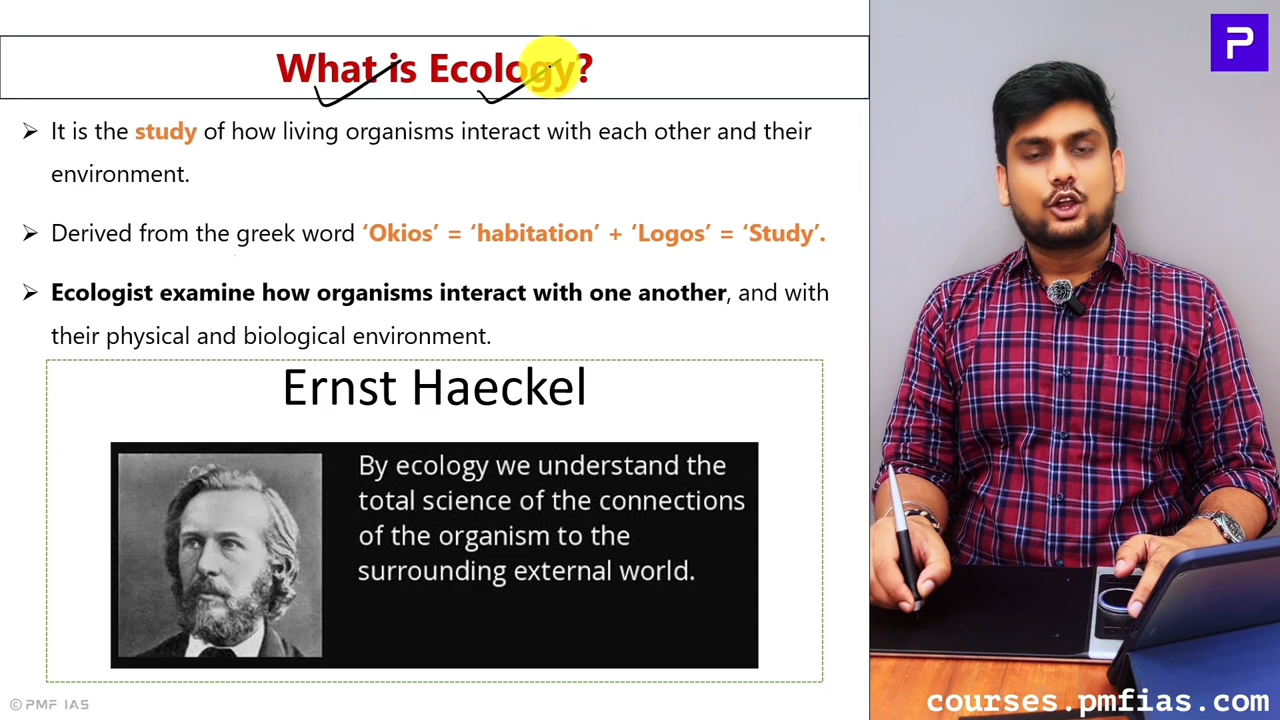 What is Ecology?
➢ It is the study of how living organisms interact with each other and their
environment.
➢ Derived from the greek word ‘Okios’ = ‘habitation’ + ‘Logos’ = ‘Study’.
➢ Ecologist examine how organisms interact with one another, and with
their physical and biological environment.
Ernst Haeckel
By ecology we understand the
total science of the connections
of the organism to the
surrounding external world.
© PMF IAS
P
courses.pmfias.com